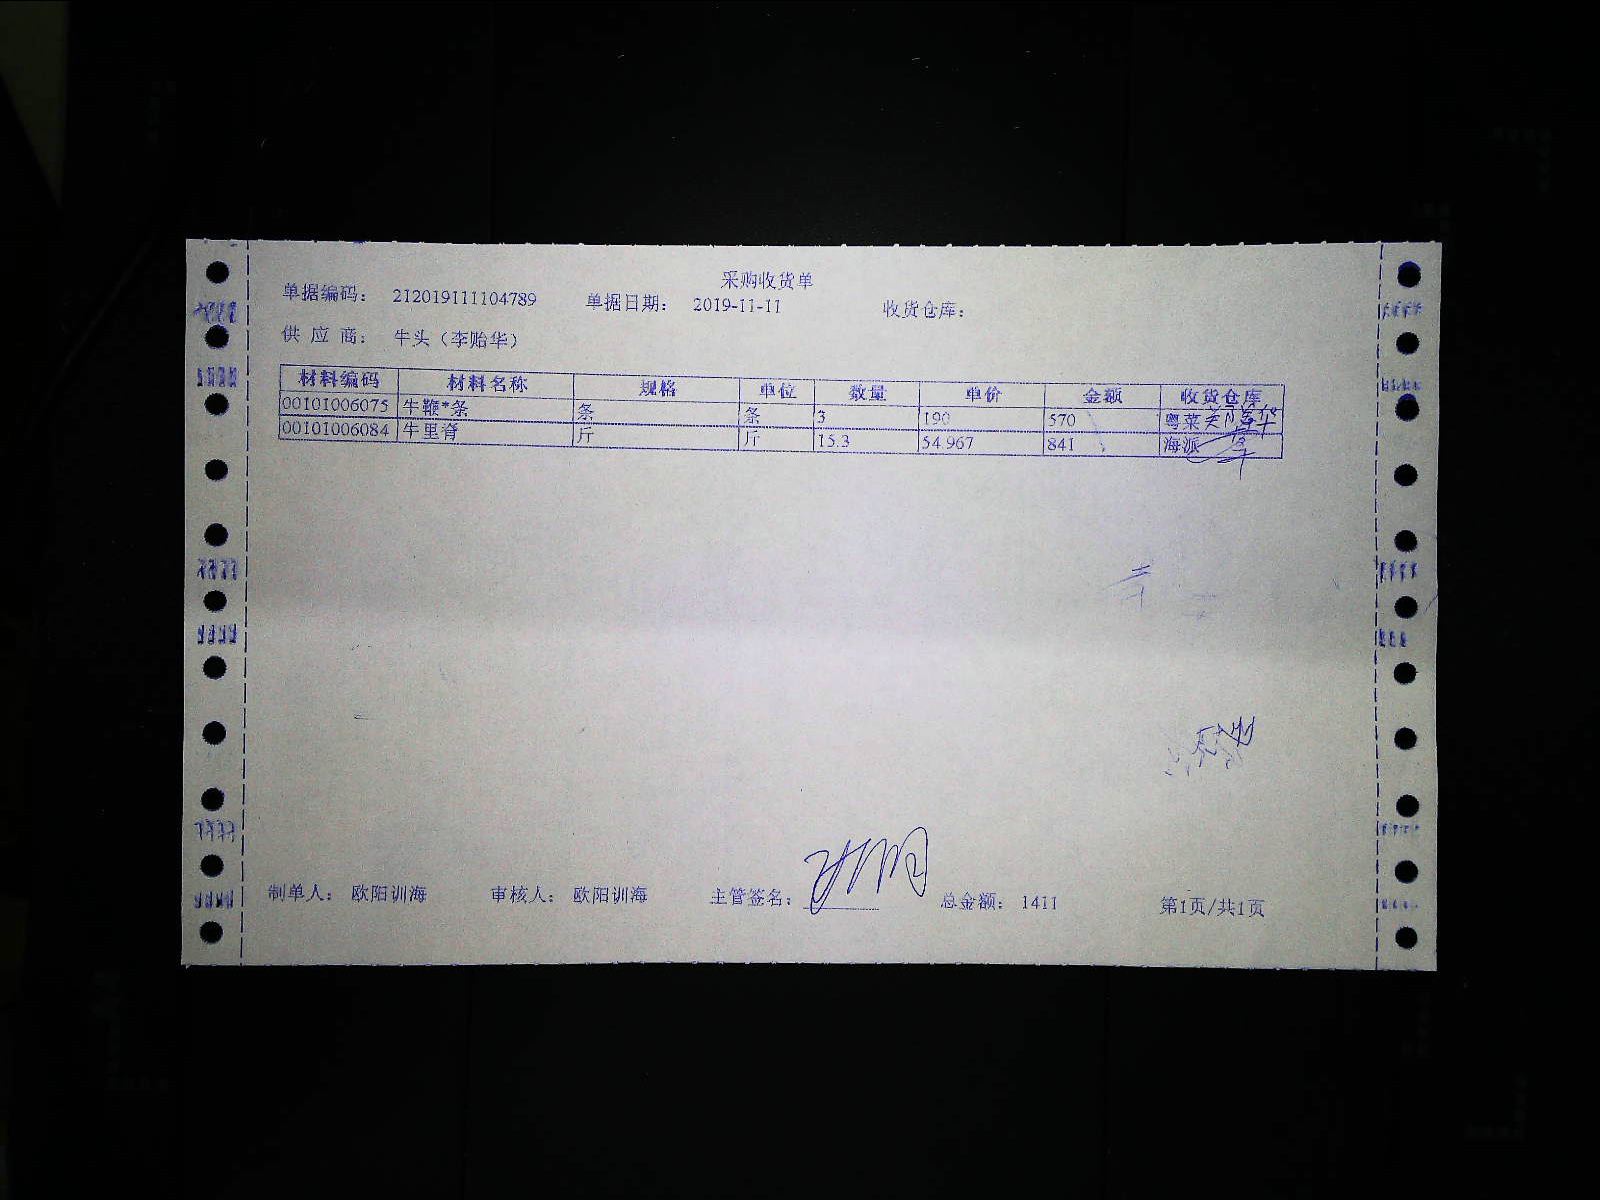 采购收货单
单据编码： 212019111104789 单据日期： 2019-11-11 收货仓库：
供 应 商： 牛头（李贻华）
材料编码 材料名称 规格 单位 数量 单价 金额 收货仓库
00101006075 牛鞭*条 条 条 3 190 570 粤菜
00101006084 牛里脊 斤 斤 15.3 54.967 841 海派
制单人： 欧阳训海 审核人： 欧阳训海 主管签名： 总金额： 1411 第1页/共1页